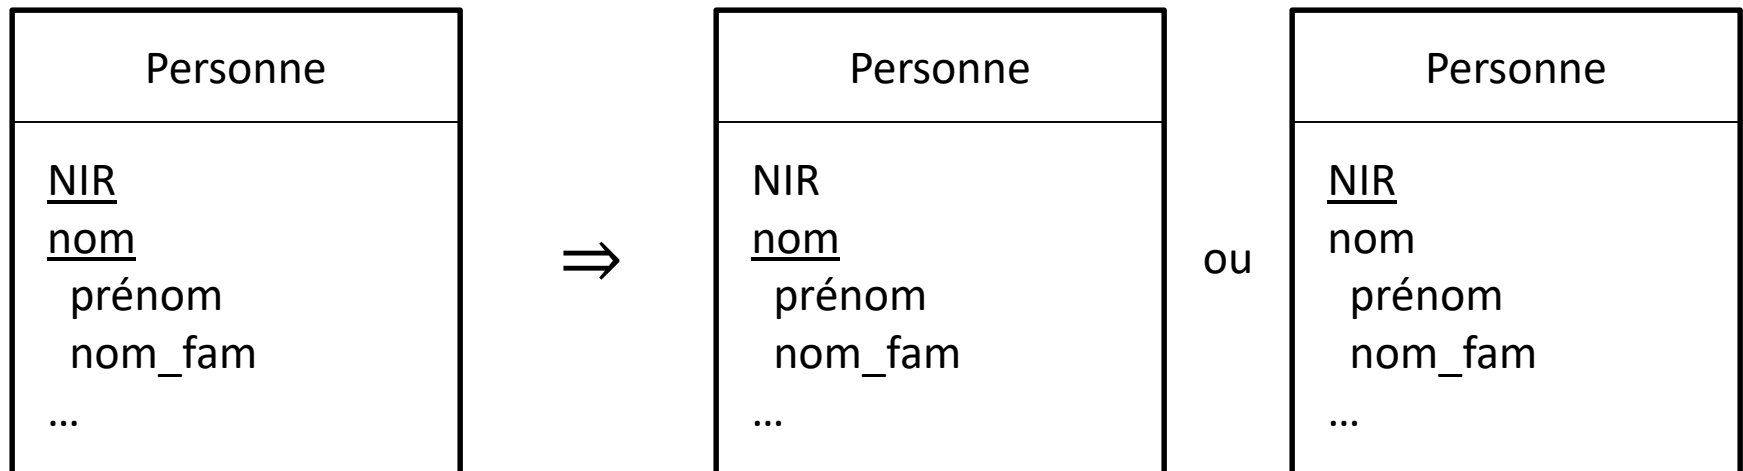 Personne
NIR
nom
prénom
nom_fam
...
⇒
Personne
NIR
nom
prénom
nom_fam
...
ou
Personne
NIR
nom
prénom
nom_fam
...